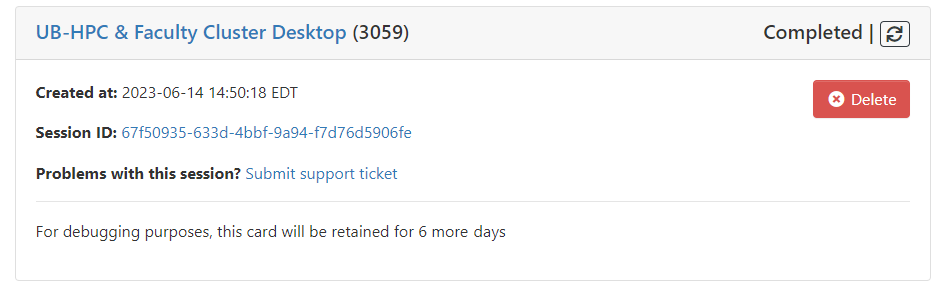 UB-HPC & Faculty Cluster Desktop (3059)
Completed |
Created at: 2023-06-14 14:50:18 EDT
Delete
Session ID: 67f50935-633d-4bbf-9a94-f7d76d5906fe
Problems with this session? Submit support ticket
For debugging purposes, this card will be retained for 6 more days